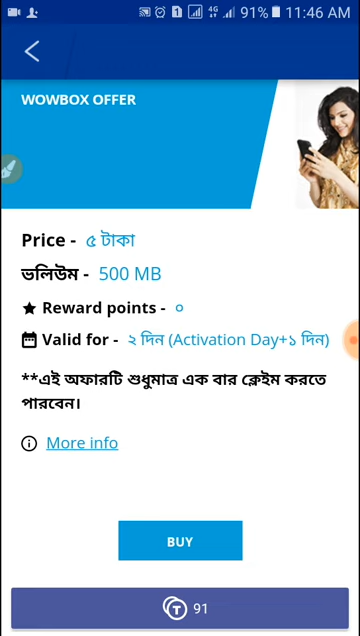 4G 91% 11:46 AM
WOWBOX OFFER
Price - ৫ টাকা
ভলিউম - 500 MB
Reward points - ০
Valid for - ২ দিন (Activation Day+১ দিন)
**এই অফারটি শুধুমাত্র এক বার ক্লেইম করতে
পারবেন।
More info
BUY
T 91